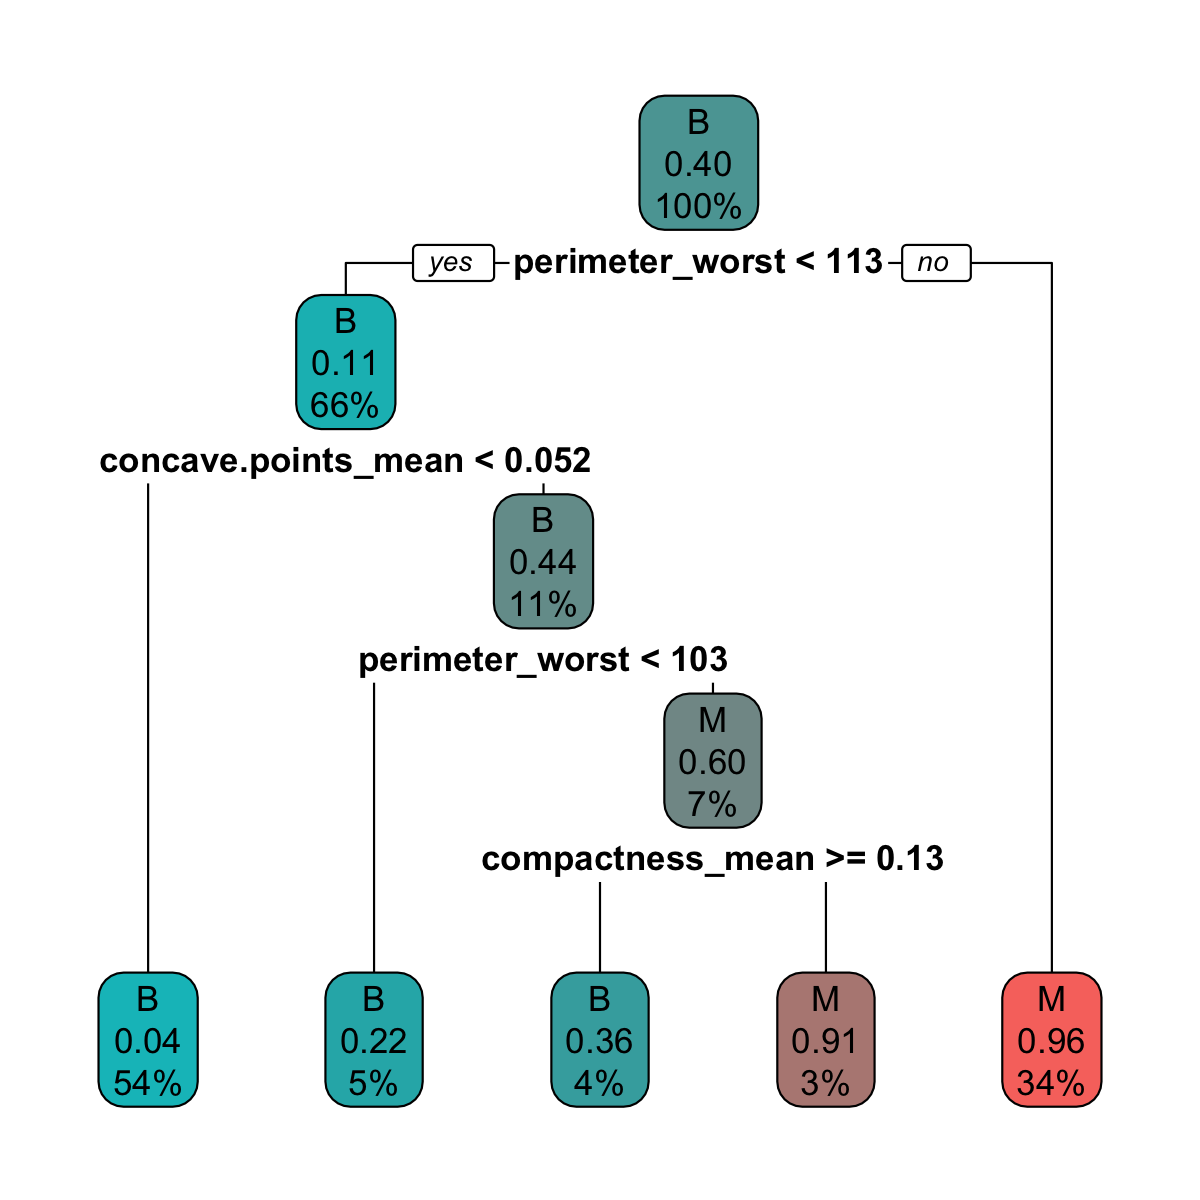 B
0.40
100%
yes
perimeter_worst < 113
no
B
0.11
66%
concave.points_mean < 0.052
B
0.44
11%
perimeter_worst < 103
M
0.60
7%
compactness_mean >= 0.13
B
0.04
54%
B
0.22
5%
B
0.36
4%
M
0.91
3%
M
0.96
34%